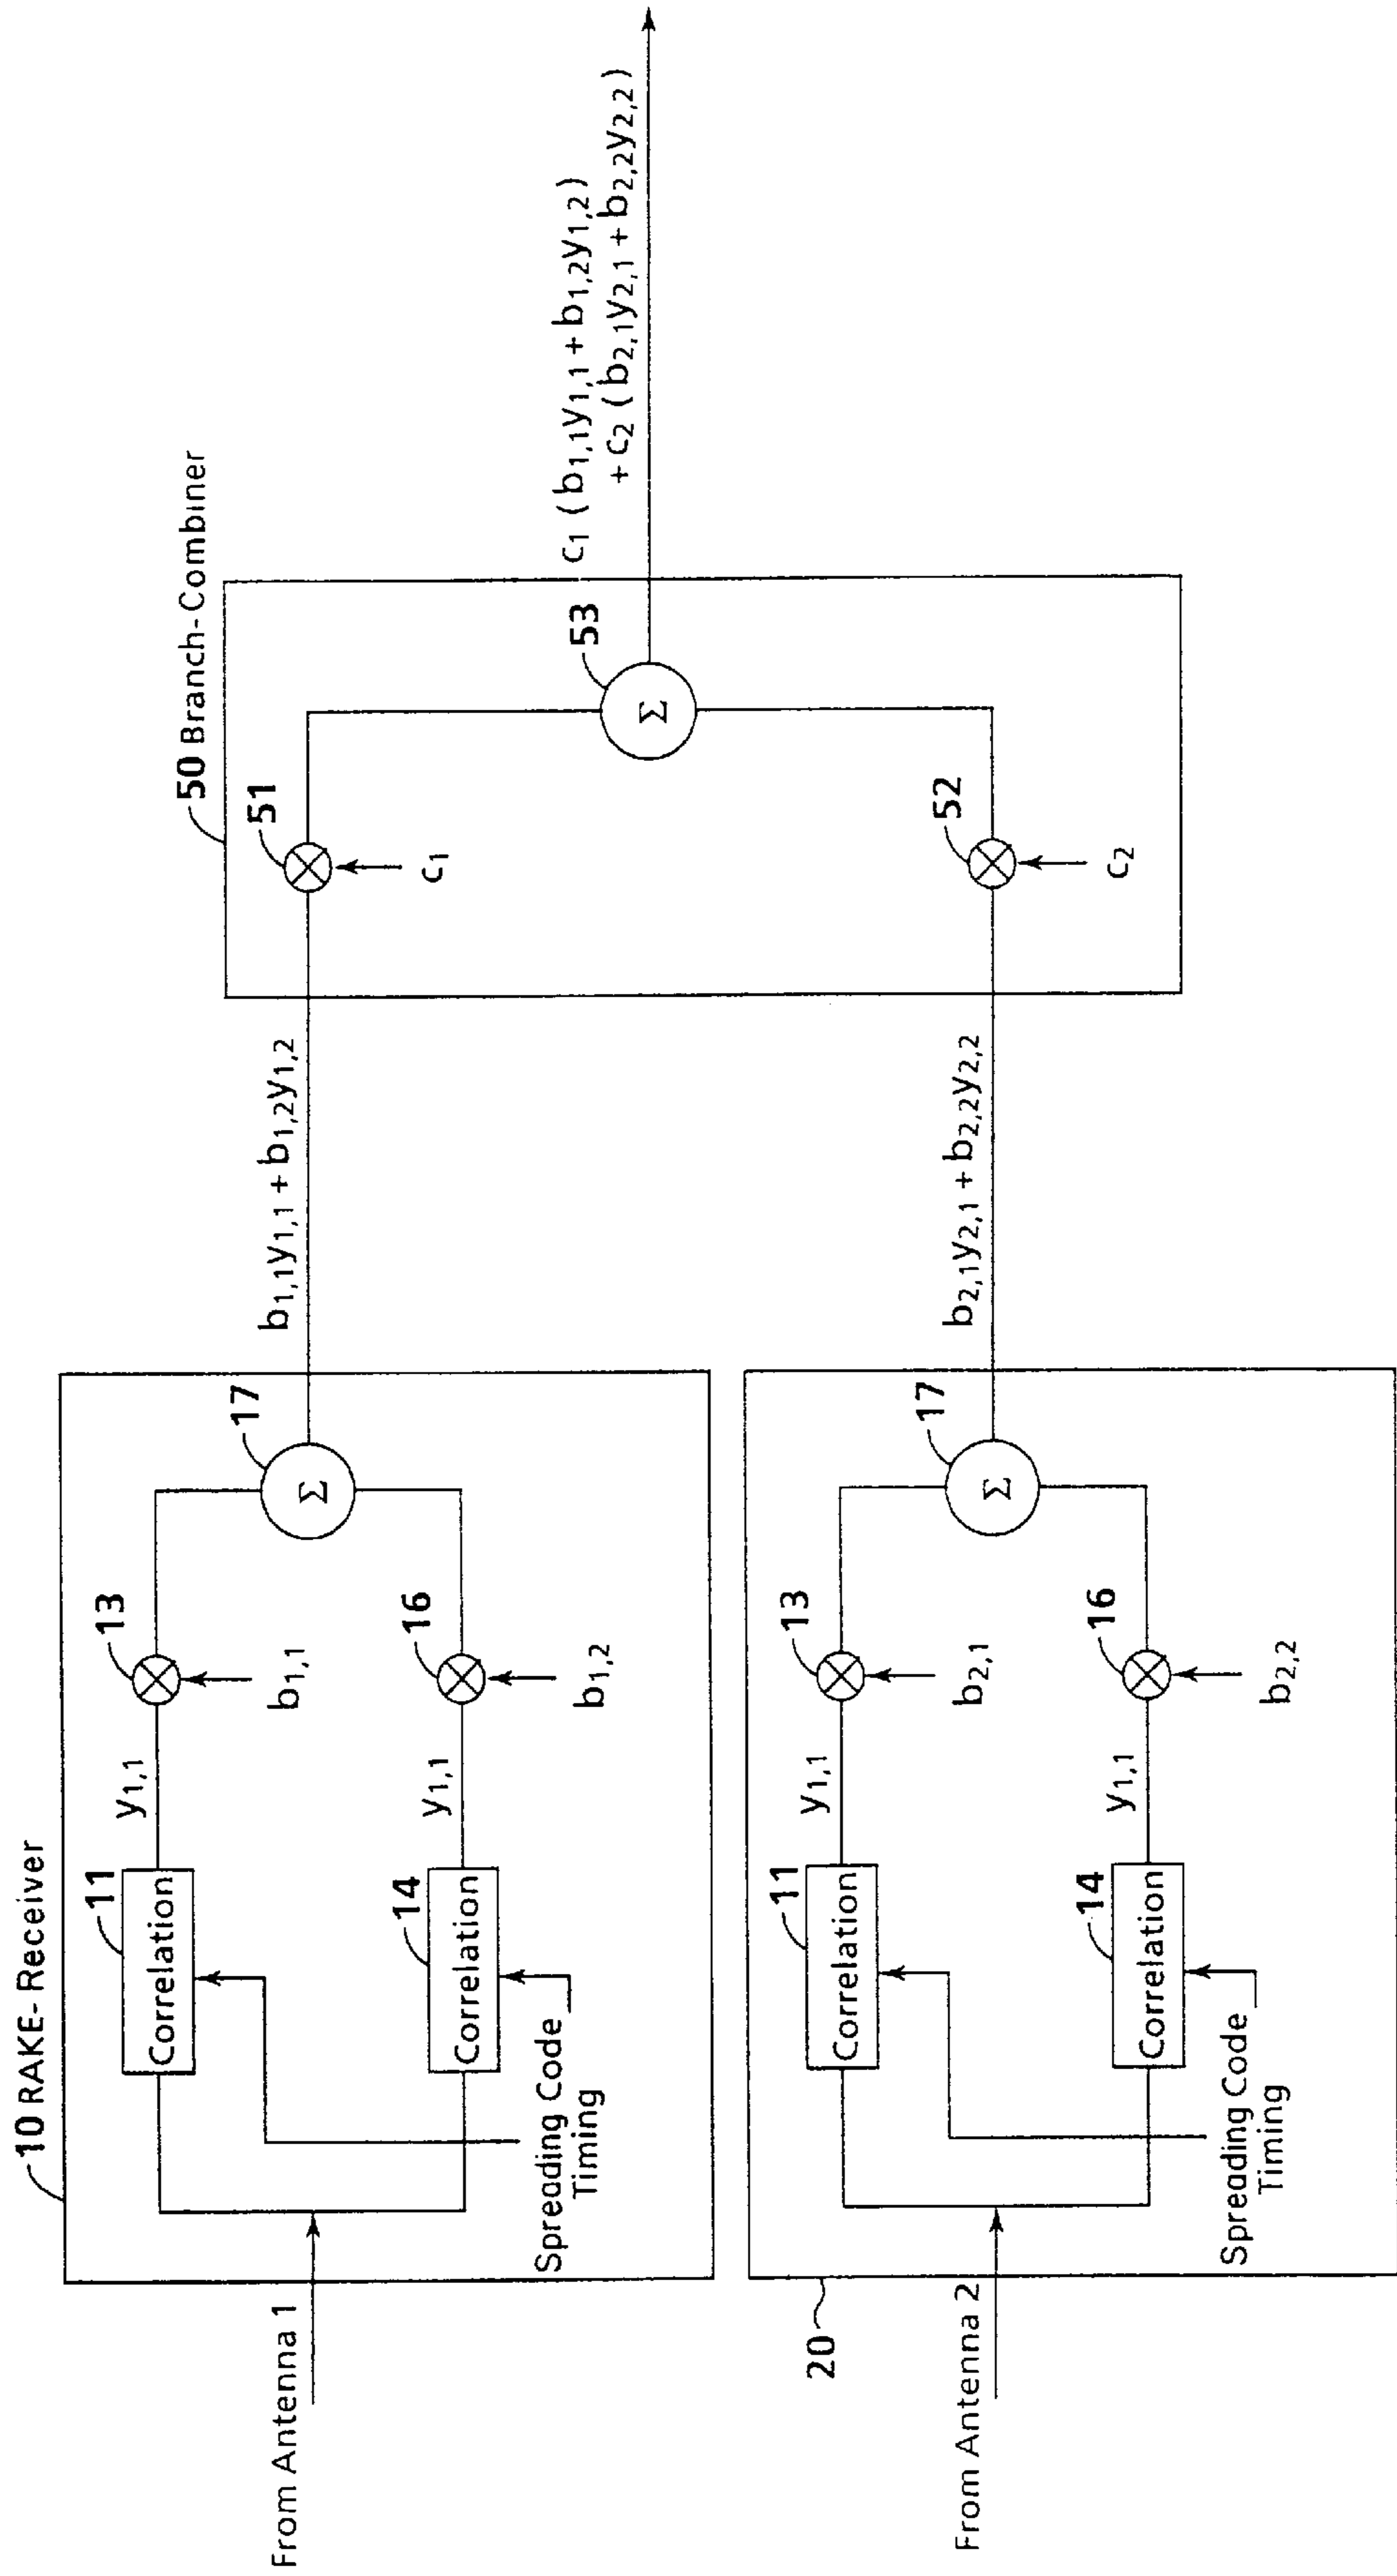 10 RAKE-Receiver
From Antenna 1
11
Correlation
y1,1
13
b1,1
14
Correlation
y1,1
16
b1,2
Spreading Code
Timing
17
Σ
b1,1y1,1 + b1,2y1,2
20
From Antenna 2
11
Correlation
y1,1
13
b2,1
14
Correlation
y1,1
16
b2,2
Spreading Code
Timing
17
Σ
b2,1y2,1 + b2,2y2,2
50 Branch-Combiner
51
c1
52
c2
53
Σ
c1 ( b1,1y1,1 + b1,2y1,2 )
+ c2 ( b2,1y2,1 + b2,2y2,2 )